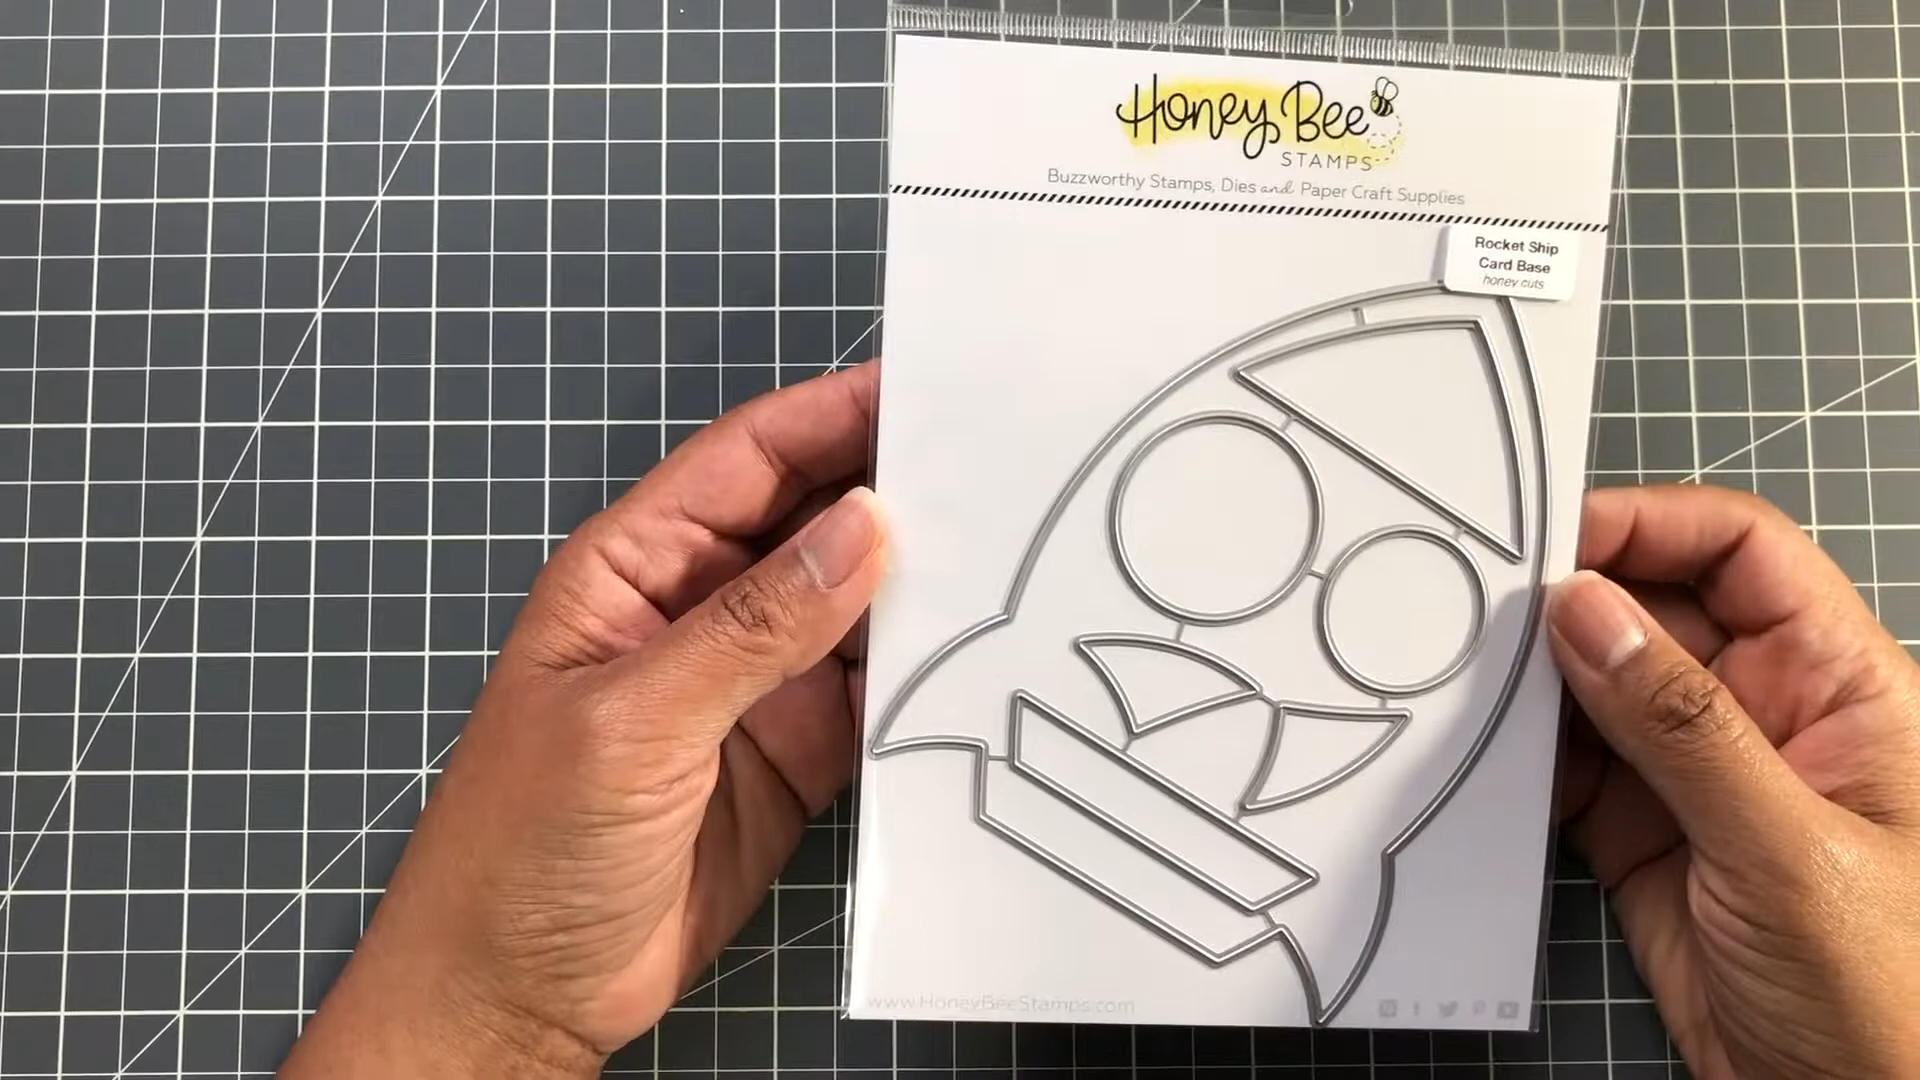 Honey Bee
STAMPS
Buzzworthy Stamps, Dies and Paper Craft Supplies
Rocket Ship
Card Base
honey cuts
www.HoneyBeeStamps.com